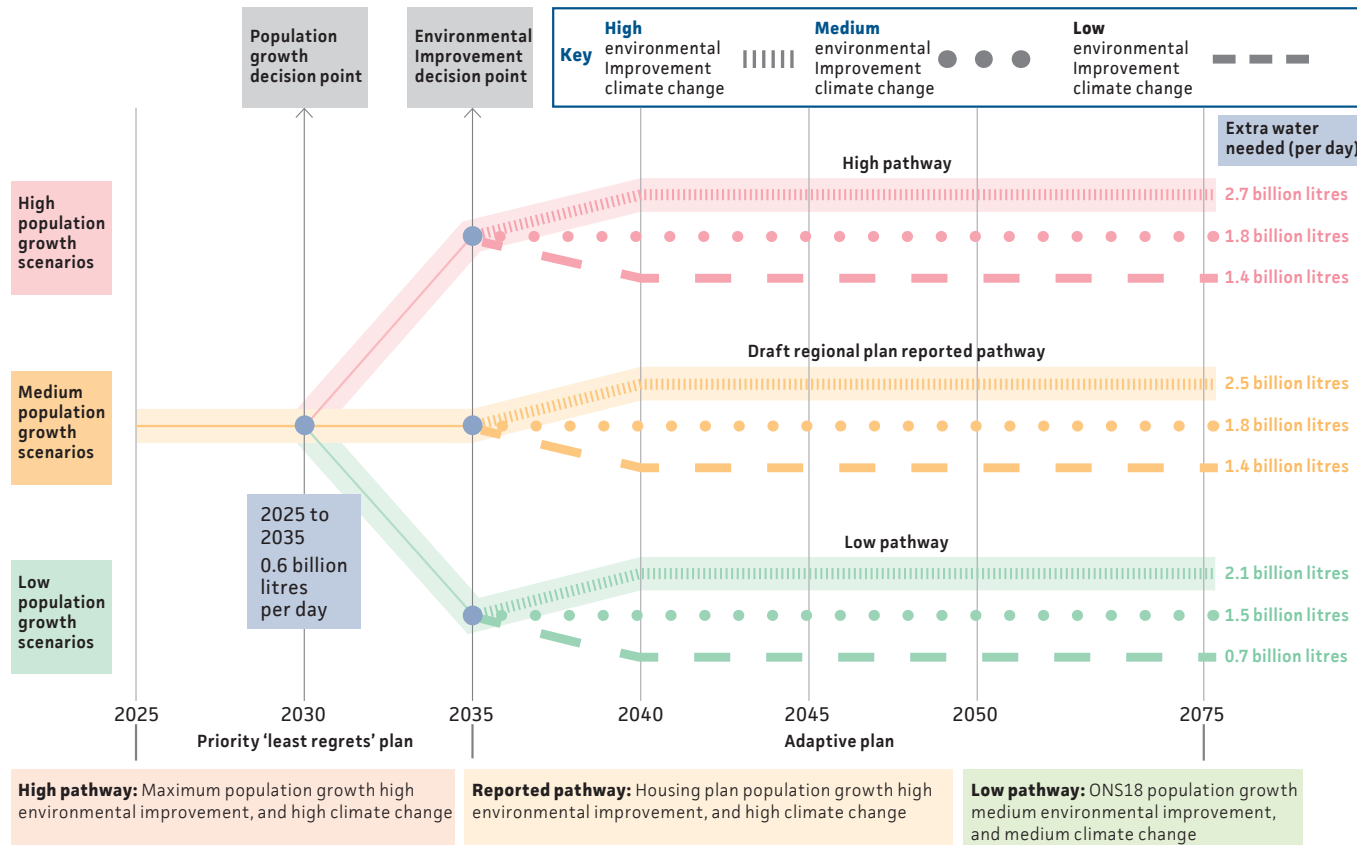 Population
growth
decision point
Environmental
Improvement
decision point
Key
High
environmental
Improvement
climate change
Medium
environmental
Improvement
climate change
Low
environmental
Improvement
climate change
Extra water
needed (per day)
High
population
growth
scenarios
High pathway
2.7 billion litres
1.8 billion litres
1.4 billion litres
Medium
population
growth
scenarios
Draft regional plan reported pathway
2.5 billion litres
1.8 billion litres
1.4 billion litres
2025 to
2035
0.6 billion
litres
per day
Low
population
growth
scenarios
Low pathway
2.1 billion litres
1.5 billion litres
0.7 billion litres
2025 2030 2035 2040 2045 2050 2075
Priority ‘least regrets’ plan
Adaptive plan
High pathway: Maximum population growth high
environmental improvement, and high climate change
Reported pathway: Housing plan population growth high
environmental improvement, and high climate change
Low pathway: ONS18 population growth
medium environmental improvement,
and medium climate change